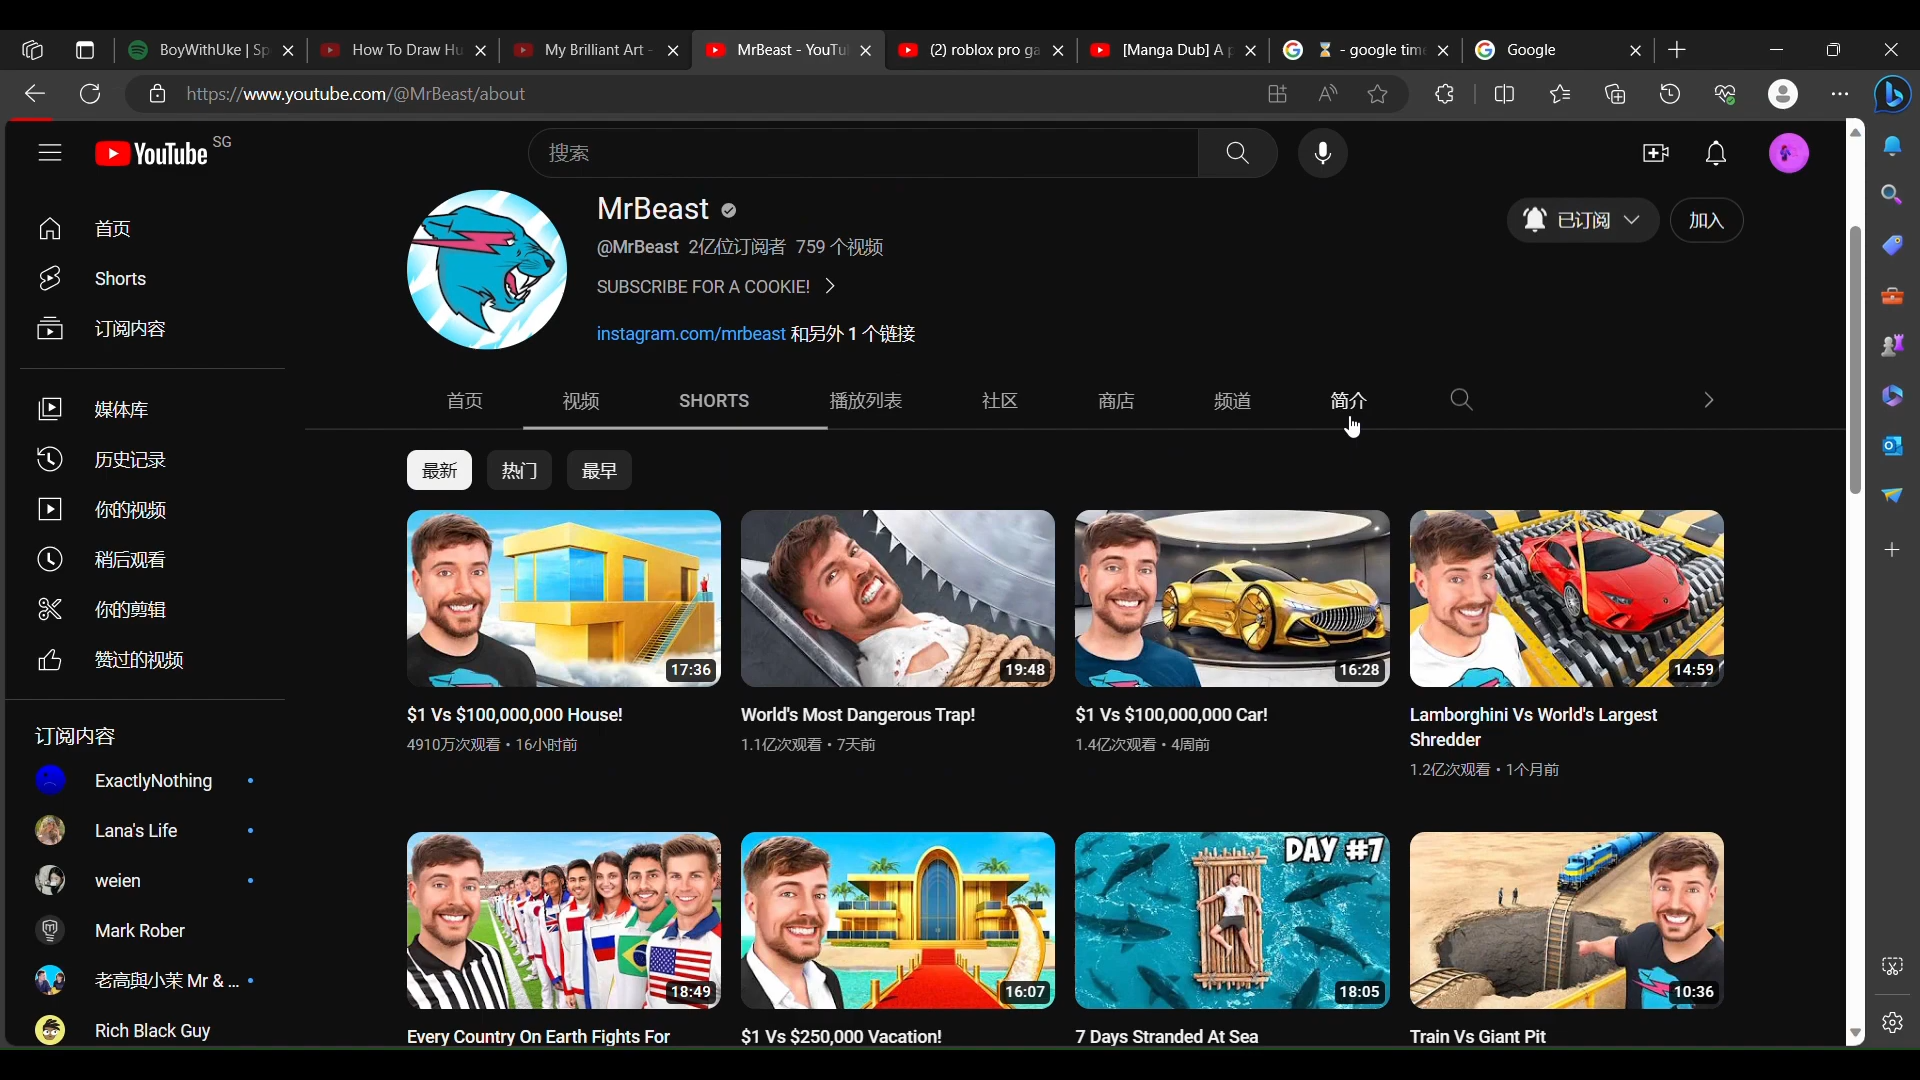 BoyWithUke | Sp
How To Draw Hu
My Brilliant Art -
MrBeast - YouTu
(2) roblox pro ga
[Manga Dub] A p
⌛ - google time
Google
https://www.youtube.com/@MrBeast/about
YouTube SG
搜索
首页
Shorts
订阅内容
媒体库
历史记录
你的视频
稍后观看
你的剪辑
赞过的视频
订阅内容
ExactlyNothing
Lana's Life
weien
Mark Rober
老高與小茉 Mr & ...
Rich Black Guy
MrBeast
@MrBeast 2亿位订阅者 759 个视频
SUBSCRIBE FOR A COOKIE!
instagram.com/mrbeast 和另外 1 个链接
已订阅
加入
首页 视频 SHORTS 播放列表 社区 商店 频道 简介
最新 热门 最早
17:36
19:48
16:28
14:59
$1 Vs $100,000,000 House!
4910万次观看・16小时前
World's Most Dangerous Trap!
1.1亿次观看・7天前
$1 Vs $100,000,000 Car!
1.4亿次观看・4周前
Lamborghini Vs World's Largest
Shredder
1.2亿次观看・1个月前
DAY #7
18:49
16:07
18:05
10:36
Every Country On Earth Fights For
$1 Vs $250,000 Vacation!
7 Days Stranded At Sea
Train Vs Giant Pit